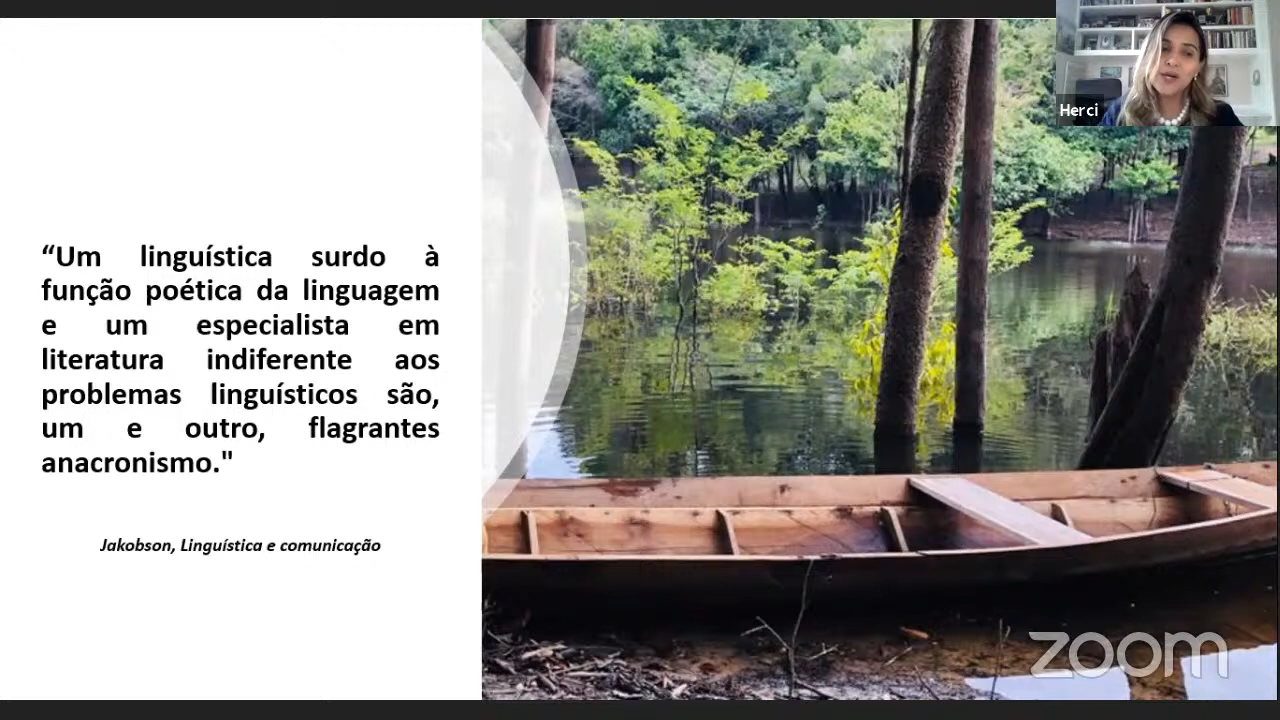 Herci
“Um linguística surdo à
função poética da linguagem
e um especialista em
literatura indiferente aos
problemas linguísticos são,
um e outro, flagrantes
anacronismo."
Jakobson, Linguística e comunicação
zoom